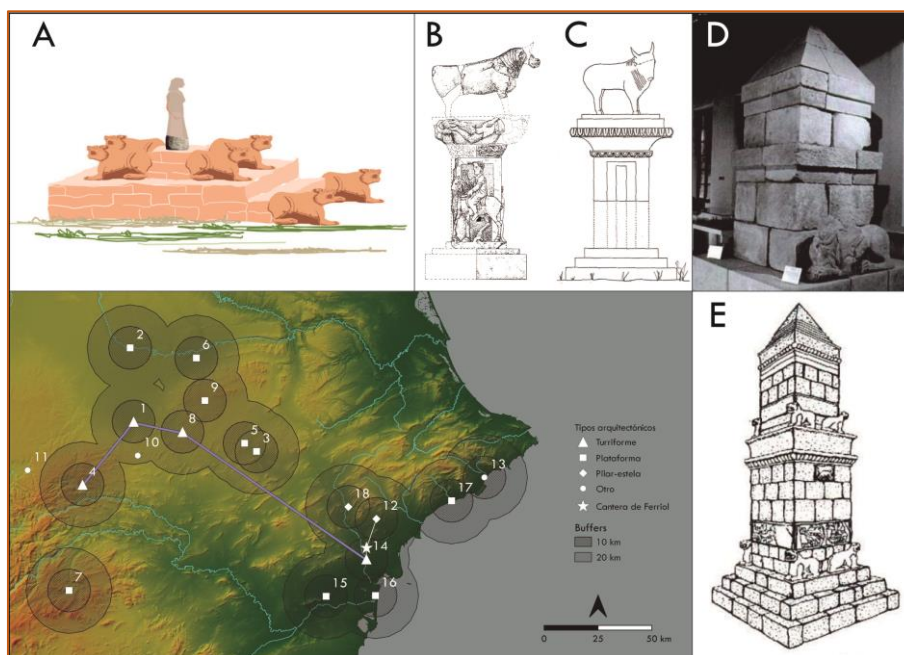 A
B
C
D
2
6
9
1
8
5
3
10
11
4
13
17
18
12
14
7
15
16
Tipos arquitectónicos
Turriforme
Plataforma
Pilar-estela
Otro
Cantera de Ferriol
Buffers
10 km
20 km
0 25 50 km
E